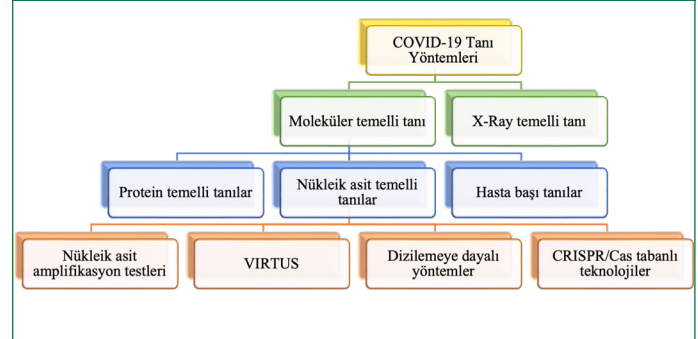 COVID-19 Tanı
Yöntemleri
Moleküler temelli tanı
X-Ray temelli tanı
Protein temelli tanılar
Nükleik asit temelli
tanılar
Hasta başı tanılar
Nükleik asit
amplifikasyon testleri
VIRTUS
Dizilemeye dayalı
yöntemler
CRISPR/Cas tabanlı
teknolojiler